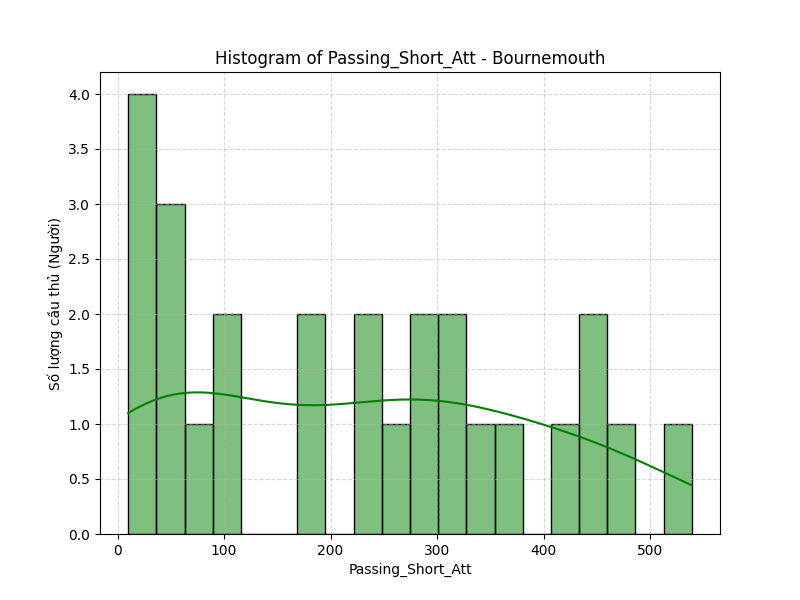 Histogram of Passing_Short_Att - Bournemouth
Số lượng cầu thủ (Người)
4.0
3.5
3.0
2.5
2.0
1.5
1.0
0.5
0.0
0 100 200 300 400 500
Passing_Short_Att